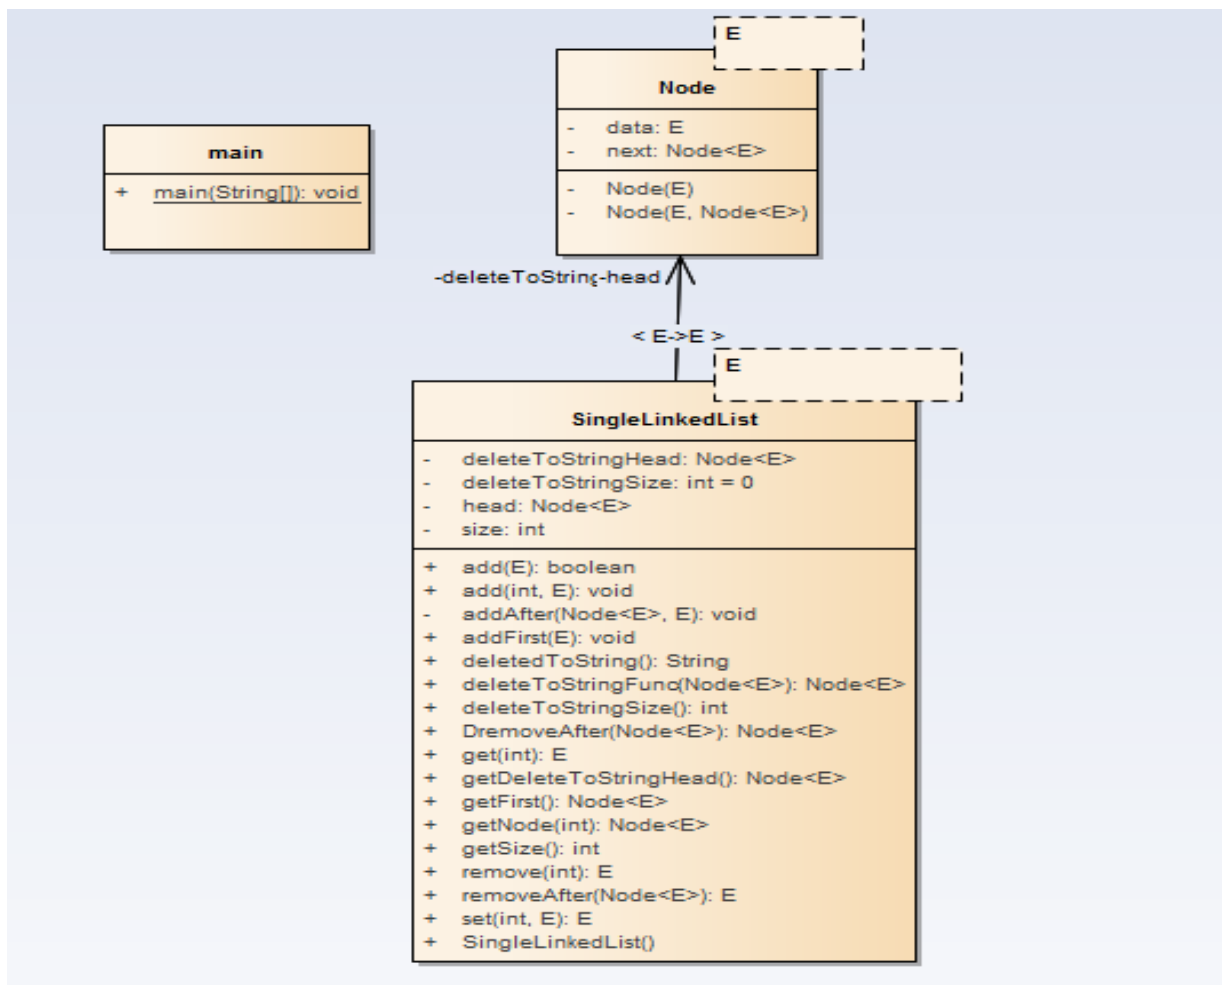 E
Node
- data: E
- next: Node<E>
- Node(E)
- Node(E, Node<E>)
main
+ main(String[]): void
-deleteToString-head
< E->E >
E
SingleLinkedList
- deleteToStringHead: Node<E>
- deleteToStringSize: int = 0
- head: Node<E>
- size: int
+ add(E): boolean
+ add(int, E): void
- addAfter(Node<E>, E): void
+ addFirst(E): void
+ deletedToString(): String
+ deleteToStringFunc(Node<E>): Node<E>
+ deleteToStringSize(): int
+ DremoveAfter(Node<E>): Node<E>
+ get(int): E
+ getDeleteToStringHead(): Node<E>
+ getFirst(): Node<E>
+ getNode(int): Node<E>
+ getSize(): int
+ remove(int): E
+ removeAfter(Node<E>): E
+ set(int, E): E
+ SingleLinkedList()